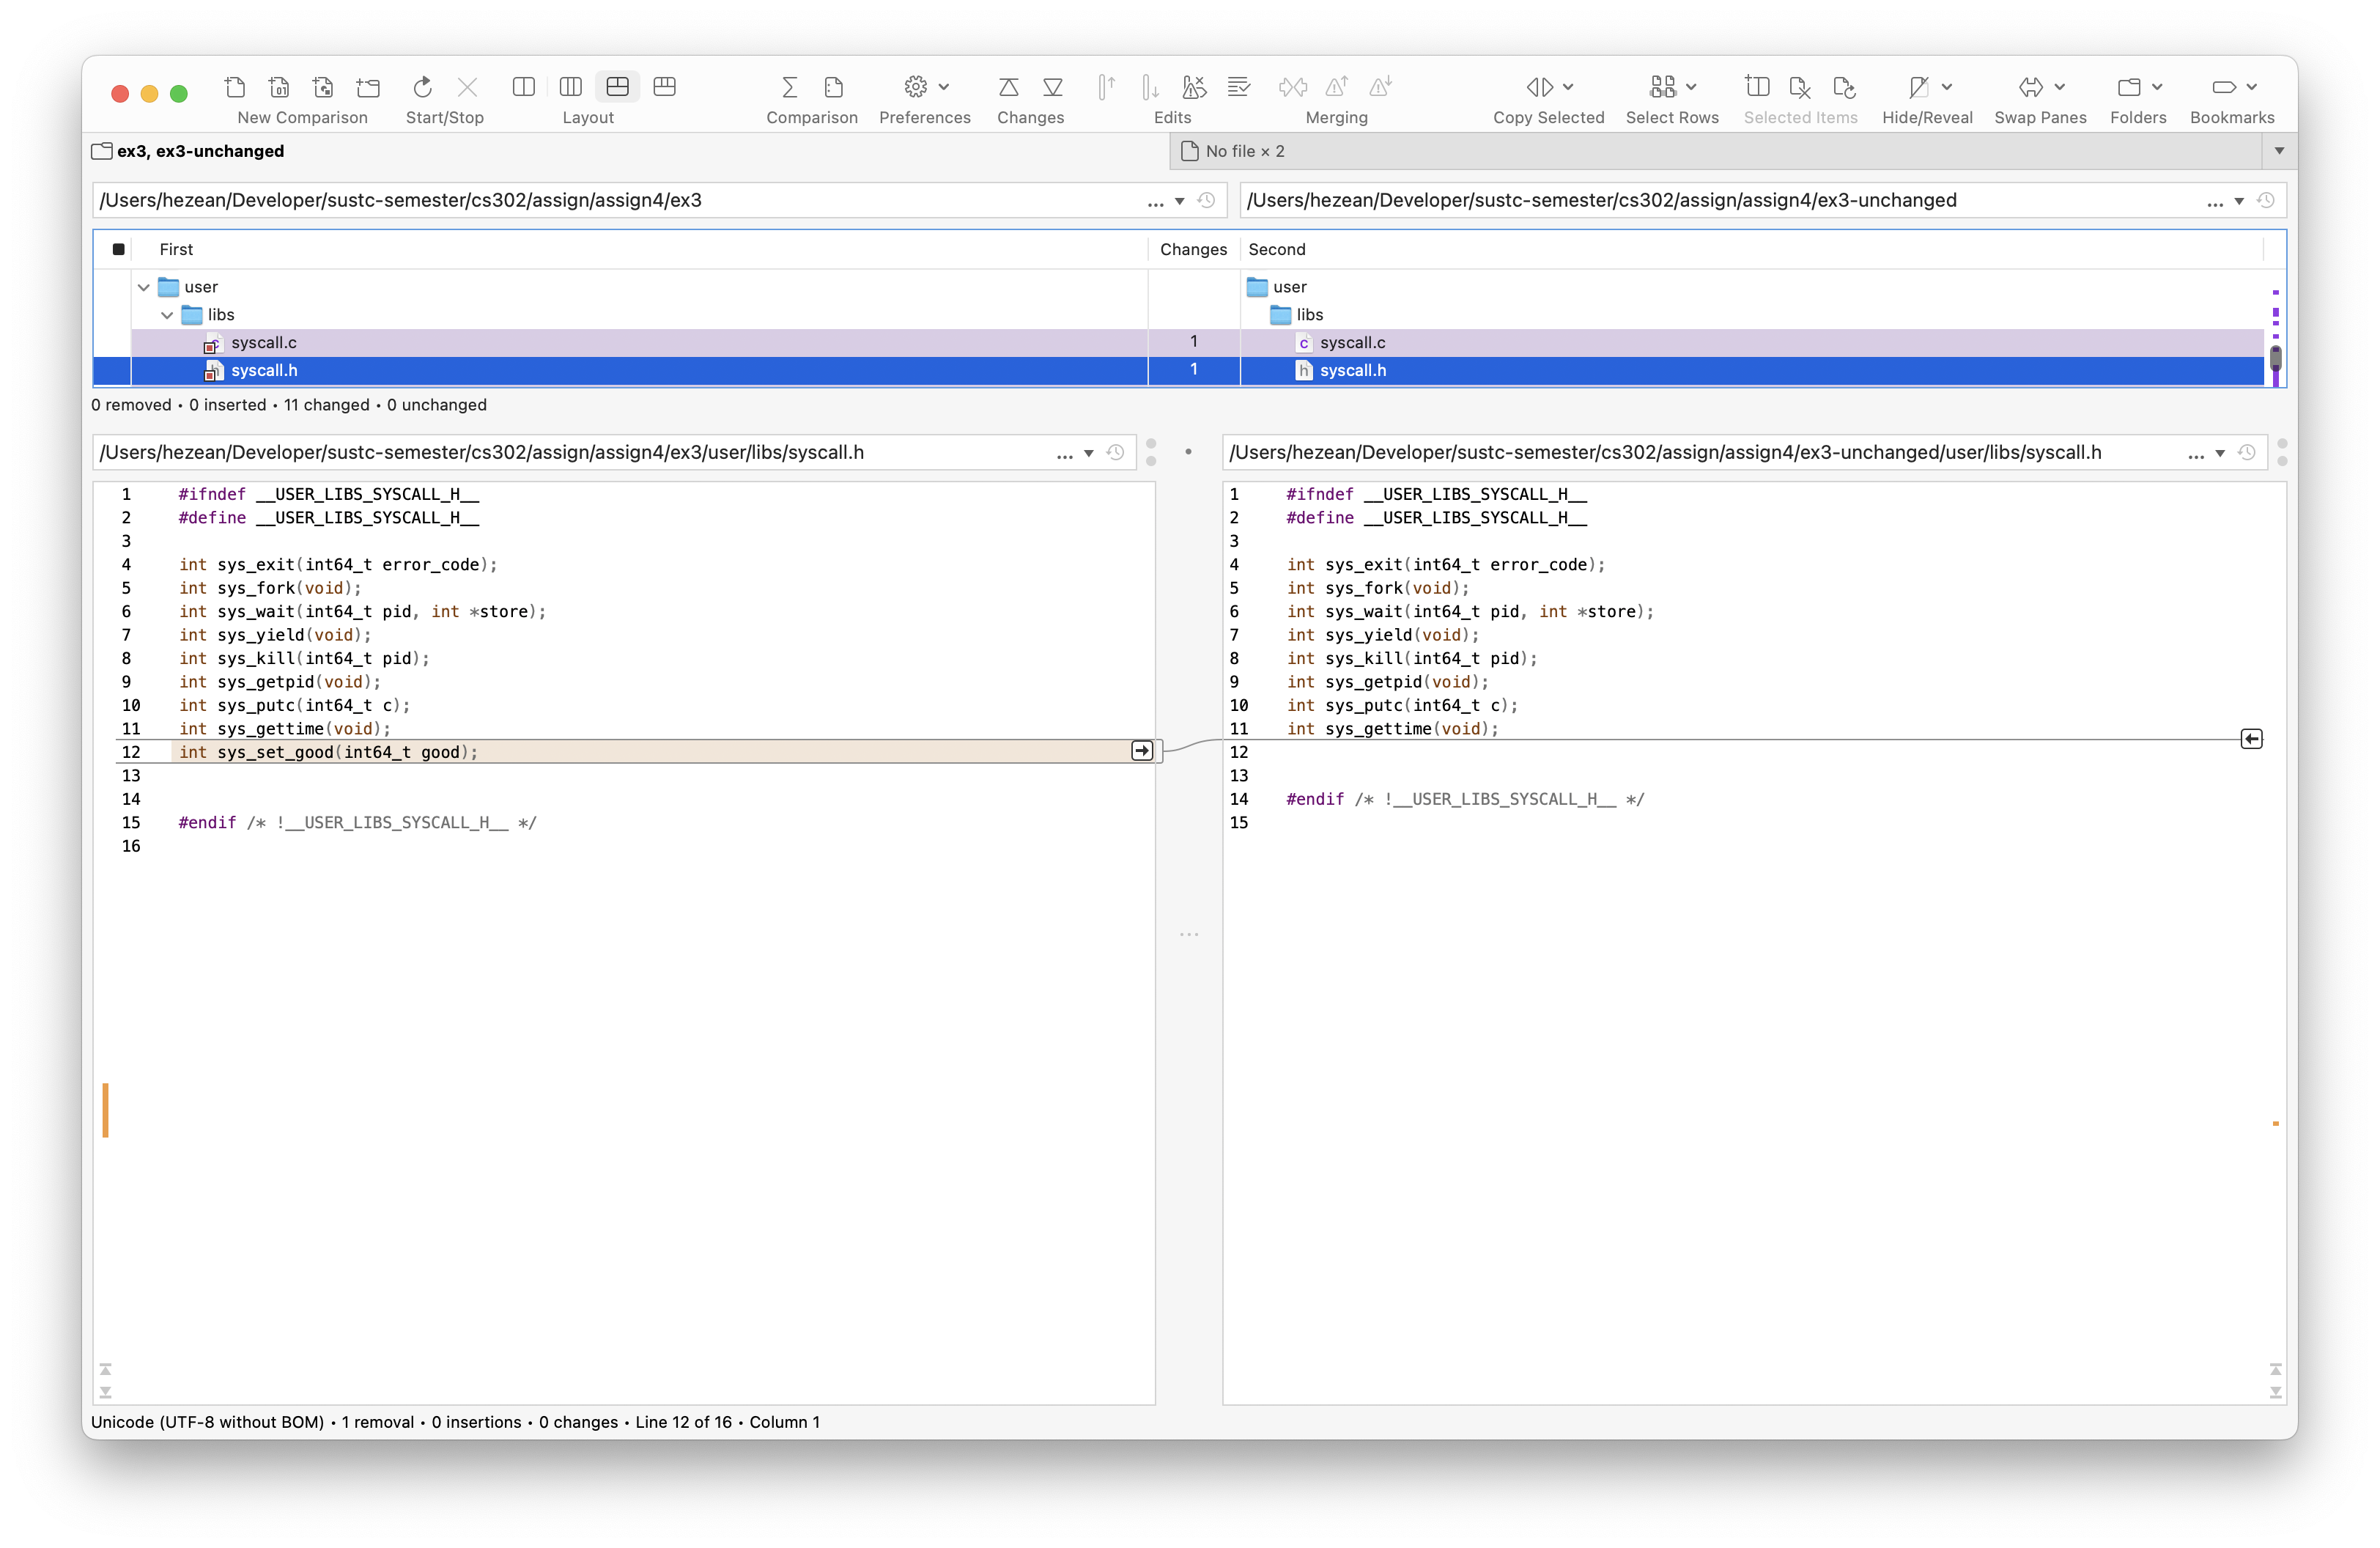 New Comparison Start/Stop Layout Comparison Preferences Changes Edits Merging Copy Selected Select Rows Selected Items Hide/Reveal Swap Panes Folders Bookmarks
ex3, ex3-unchanged No file × 2
/Users/hezean/Developer/sustc-semester/cs302/assign/assign4/ex3 ... /Users/hezean/Developer/sustc-semester/cs302/assign/assign4/ex3-unchanged ...
First Changes Second
user user
libs libs
syscall.c 1 syscall.c
syscall.h 1 syscall.h
0 removed • 0 inserted • 11 changed • 0 unchanged
/Users/hezean/Developer/sustc-semester/cs302/assign/assign4/ex3/user/libs/syscall.h ... • /Users/hezean/Developer/sustc-semester/cs302/assign/assign4/ex3-unchanged/user/libs/syscall.h ...
1 #ifndef __USER_LIBS_SYSCALL_H__
2 #define __USER_LIBS_SYSCALL_H__
3
4 int sys_exit(int64_t error_code);
5 int sys_fork(void);
6 int sys_wait(int64_t pid, int *store);
7 int sys_yield(void);
8 int sys_kill(int64_t pid);
9 int sys_getpid(void);
10 int sys_putc(int64_t c);
11 int sys_gettime(void);
12 int sys_set_good(int64_t good);
13
14
15 #endif /* !__USER_LIBS_SYSCALL_H__ */
16
1 #ifndef __USER_LIBS_SYSCALL_H__
2 #define __USER_LIBS_SYSCALL_H__
3
4 int sys_exit(int64_t error_code);
5 int sys_fork(void);
6 int sys_wait(int64_t pid, int *store);
7 int sys_yield(void);
8 int sys_kill(int64_t pid);
9 int sys_getpid(void);
10 int sys_putc(int64_t c);
11 int sys_gettime(void);
12
13
14 #endif /* !__USER_LIBS_SYSCALL_H__ */
15
Unicode (UTF-8 without BOM) • 1 removal • 0 insertions • 0 changes • Line 12 of 16 • Column 1